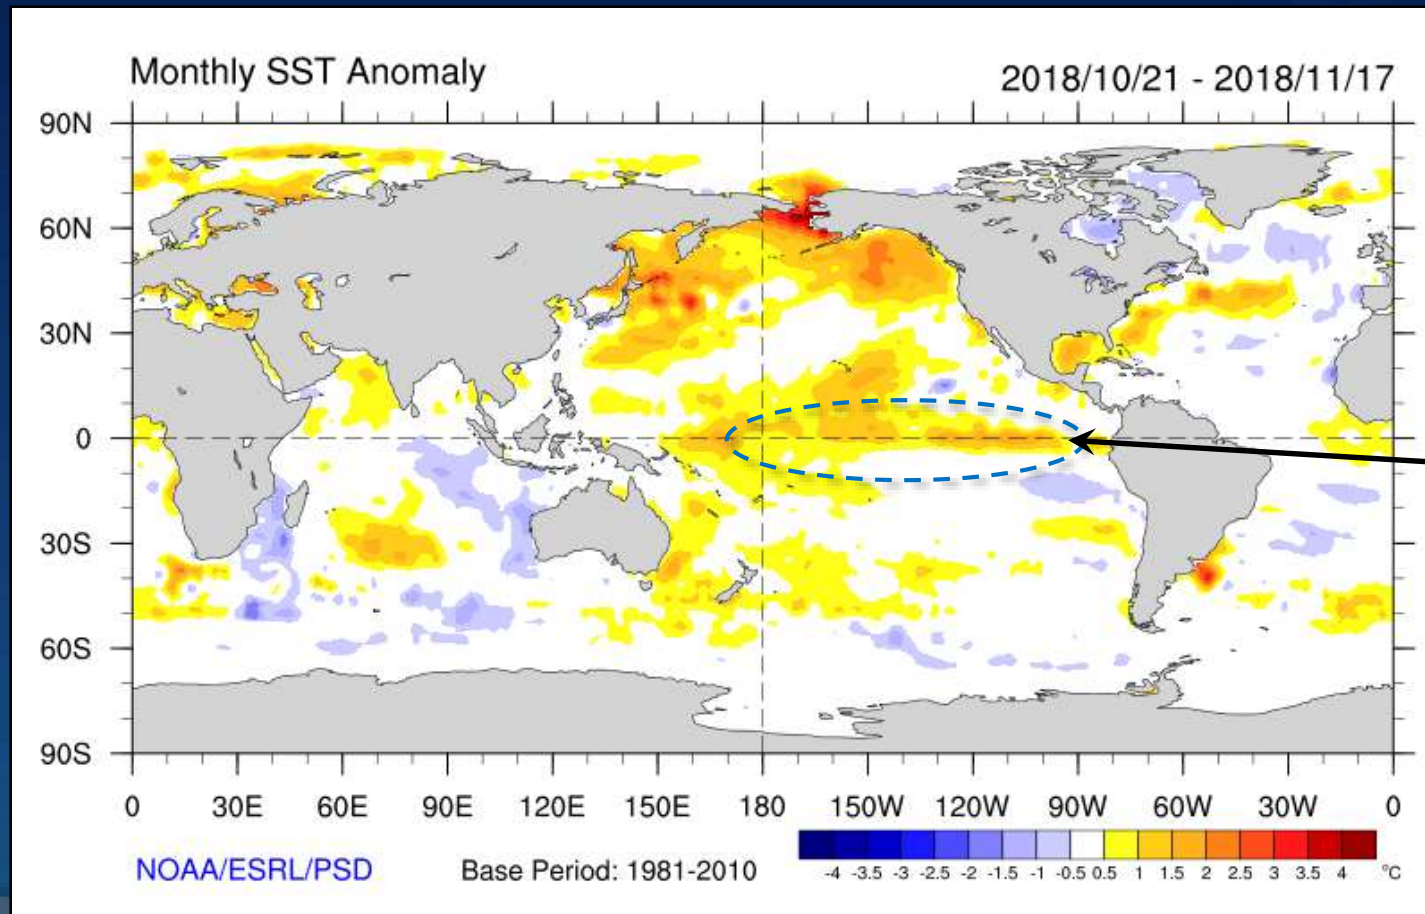 Monthly SST Anomaly 2018/10/21 - 2018/11/17
90N
60N
30N
0
30S
60S
90S
0 30E 60E 90E 120E 150E 180 150W 120W 90W 60W 30W 0
NOAA/ESRL/PSD Base Period: 1981-2010
-4 -3.5 -3 -2.5 -2 -1.5 -1 -0.5 0.5 1 1.5 2 2.5 3 3.5 4 °C